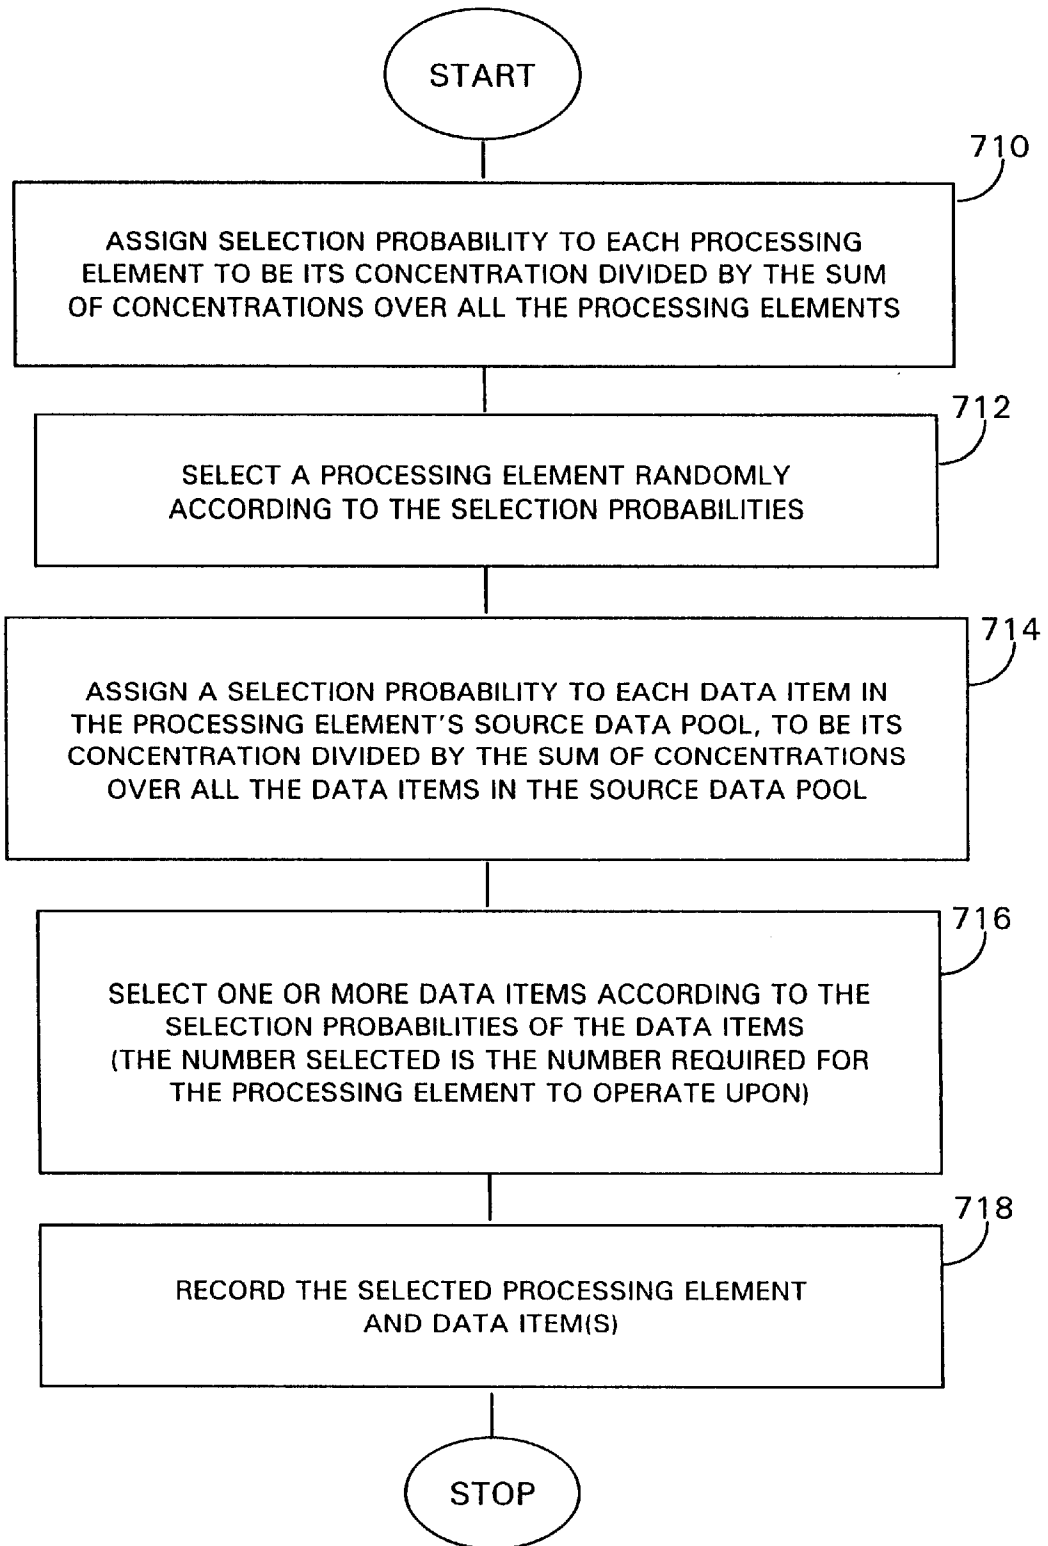 START
710
ASSIGN SELECTION PROBABILITY TO EACH PROCESSING
ELEMENT TO BE ITS CONCENTRATION DIVIDED BY THE SUM
OF CONCENTRATIONS OVER ALL THE PROCESSING ELEMENTS
712
SELECT A PROCESSING ELEMENT RANDOMLY
ACCORDING TO THE SELECTION PROBABILITIES
714
ASSIGN A SELECTION PROBABILITY TO EACH DATA ITEM IN
THE PROCESSING ELEMENT'S SOURCE DATA POOL, TO BE ITS
CONCENTRATION DIVIDED BY THE SUM OF CONCENTRATIONS
OVER ALL THE DATA ITEMS IN THE SOURCE DATA POOL
716
SELECT ONE OR MORE DATA ITEMS ACCORDING TO THE
SELECTION PROBABILITIES OF THE DATA ITEMS
(THE NUMBER SELECTED IS THE NUMBER REQUIRED FOR
THE PROCESSING ELEMENT TO OPERATE UPON)
718
RECORD THE SELECTED PROCESSING ELEMENT
AND DATA ITEM(S)
STOP